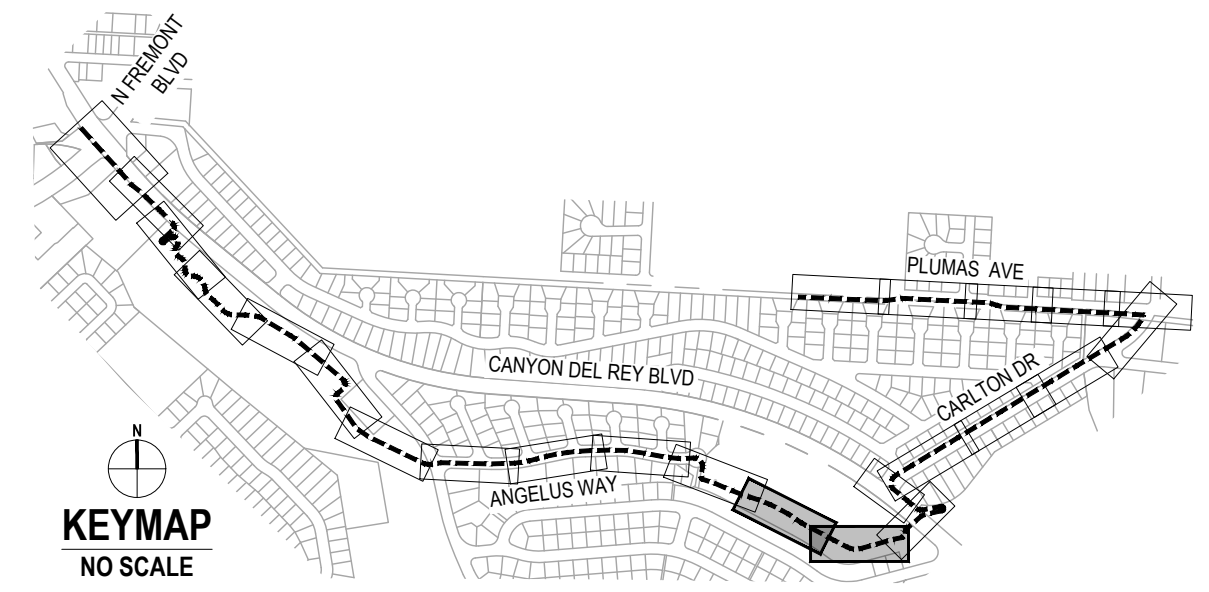 N FREMONT
BLVD
PLUMAS AVE
CANYON DEL REY BLVD
CARLTON DR
ANGELUS WAY
N
KEYMAP
NO SCALE